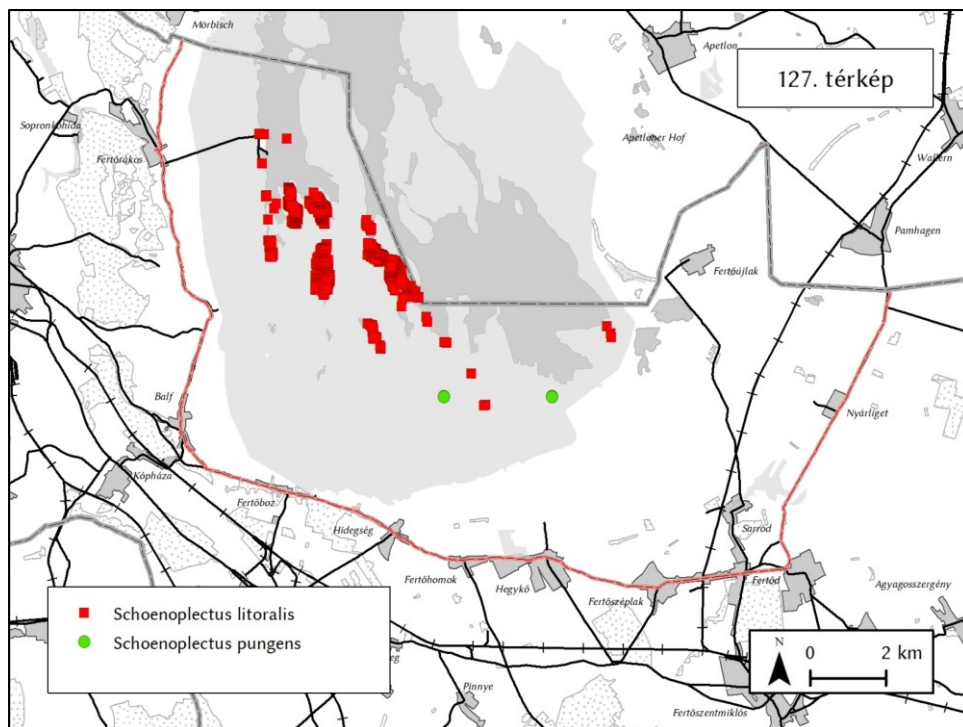 Mörbisch
Apetlon
127. térkép
Sopronkőhida
Fertőrákos
Apetloner Hof
Wallern
Pamhagen
Fertőújlak
Balf
Nyárliget
Kópháza
Fertőboz
Hidegség
Sarród
Fertőhomok
Hegykő
Fertőd
Fertőszéplak
Agyagosszergény
Schoenoplectus litoralis
Schoenoplectus pungens
N
0 2 km
Pinnye
Fertőszentmiklós